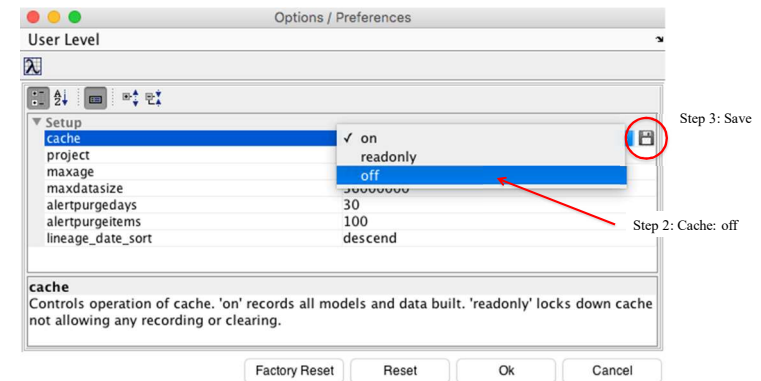 Options / Preferences
User Level
λ
Setup
cache
✓ on
Step 3: Save
project
readonly
maxage
off
maxdatasize
alertpurgedays 30
alertpurgeitems 100
Step 2: Cache: off
lineage_date_sort descend
cache
Controls operation of cache. 'on' records all models and data built. 'readonly' locks down cache
not allowing any recording or clearing.
Factory Reset Reset Ok Cancel